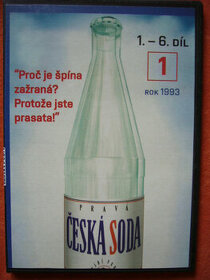 1. – 6. DÍL
1
ROK 1993
"Proč je špína
zažraná?
Protože jste
prasata!"
PRAVÁ
ČESKÁ SODA